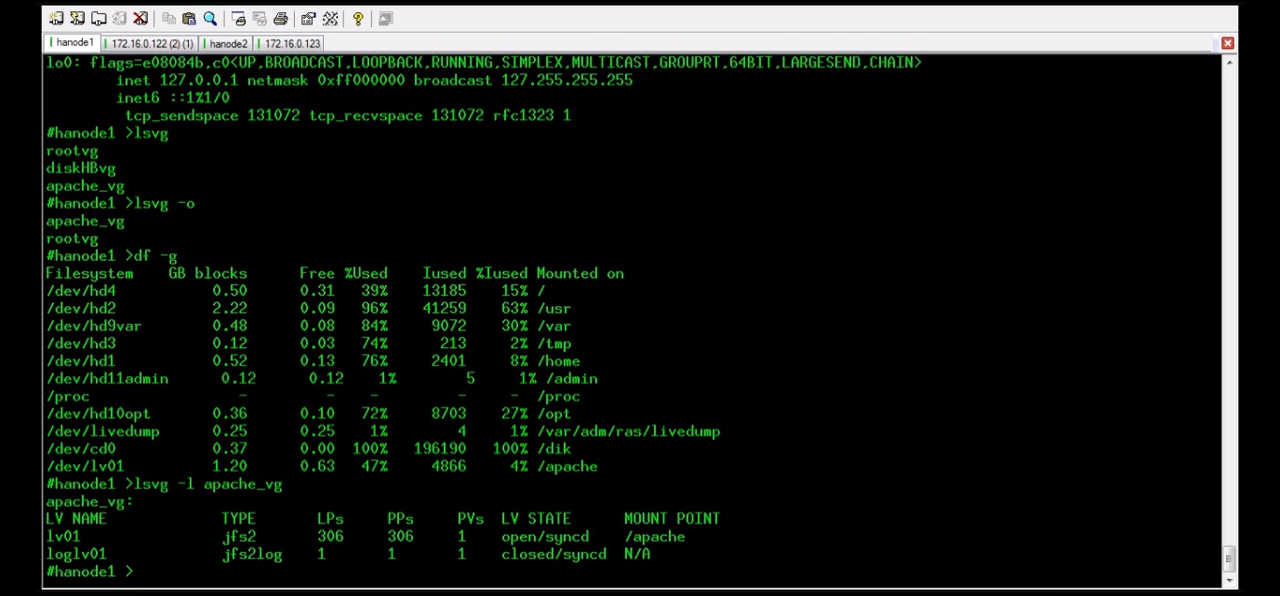 hanode1 172.16.0.122 (2) (1) hanode2 172.16.0.123
lo0: flags=e08084b,c0<UP,BROADCAST,LOOPBACK,RUNNING,SIMPLEX,MULTICAST,GROUPRT,64BIT,LARGESEND,CHAIN>
inet 127.0.0.1 netmask 0xff000000 broadcast 127.255.255.255
inet6 ::1%1/0
tcp_sendspace 131072 tcp_recvspace 131072 rfc1323 1
#hanode1 >lsvg
rootvg
diskHBvg
apache_vg
#hanode1 >lsvg -o
apache_vg
rootvg
#hanode1 >df -g
Filesystem GB blocks Free %Used Iused %Iused Mounted on
/dev/hd4 0.50 0.31 39% 13185 15% /
/dev/hd2 2.22 0.09 96% 41259 63% /usr
/dev/hd9var 0.48 0.08 84% 9072 30% /var
/dev/hd3 0.12 0.03 74% 213 2% /tmp
/dev/hd1 0.52 0.13 76% 2401 8% /home
/dev/hd11admin 0.12 0.12 1% 5 1% /admin
/proc - - - - - /proc
/dev/hd10opt 0.36 0.10 72% 8703 27% /opt
/dev/livedump 0.25 0.25 1% 4 1% /var/adm/ras/livedump
/dev/cd0 0.37 0.00 100% 196190 100% /dik
/dev/lv01 1.20 0.63 47% 4866 4% /apache
#hanode1 >lsvg -l apache_vg
apache_vg:
LV NAME TYPE LPs PPs PVs LV STATE MOUNT POINT
lv01 jfs2 306 306 1 open/syncd /apache
loglv01 jfs2log 1 1 1 closed/syncd N/A
#hanode1 >